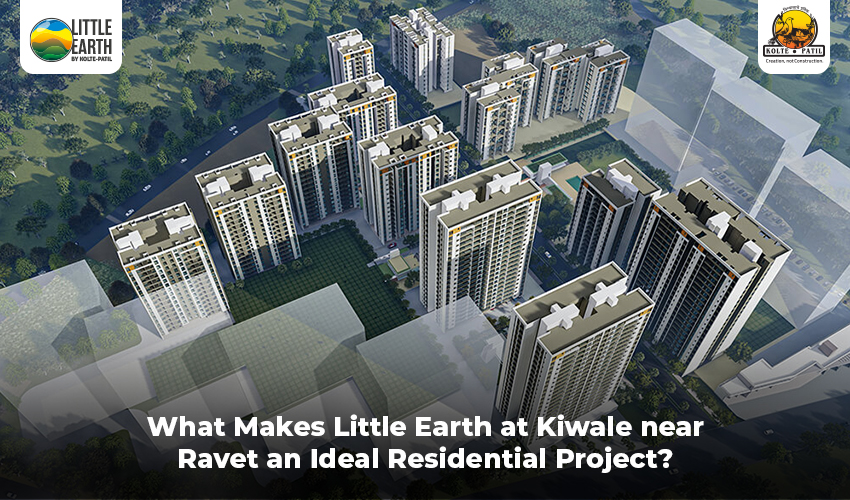 LITTLE
EARTH
BY KOLTE-PATIL
KOLTE PATIL
Creation, not Construction.
What Makes Little Earth at Kiwale near
Ravet an Ideal Residential Project?